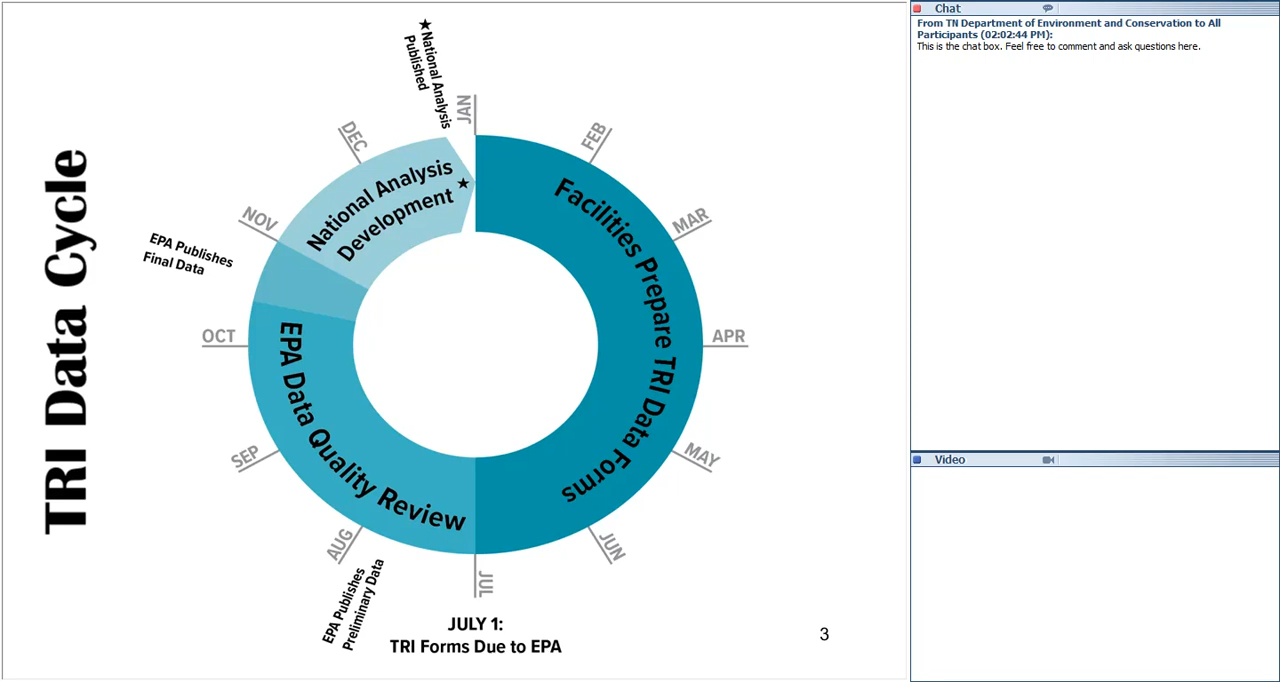 TRI Data Cycle
★National Analysis
Published
JAN
FEB
MAR
APR
MAY
JUN
JUL
AUG
SEP
OCT
NOV
DEC
Facilities Prepare TRI Data Forms
EPA Data Quality Review
National Analysis
Development ★
EPA Publishes
Final Data
EPA Publishes
Preliminary Data
JULY 1:
TRI Forms Due to EPA
3
Chat
From TN Department of Environment and Conservation to All
Participants (02:02:44 PM):
This is the chat box. Feel free to comment and ask questions here.
Video